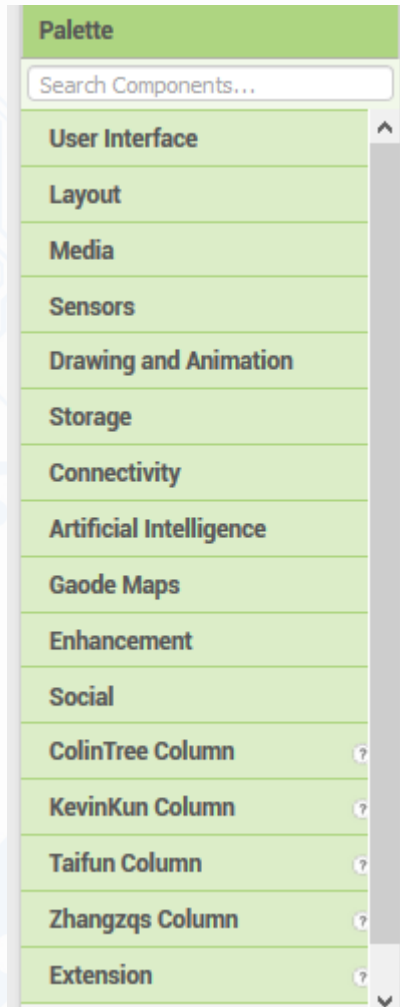 Palette
Search Components...
User Interface
Layout
Media
Sensors
Drawing and Animation
Storage
Connectivity
Artificial Intelligence
Gaode Maps
Enhancement
Social
ColinTree Column ?
KevinKun Column ?
Taifun Column ?
Zhangzqs Column ?
Extension ?